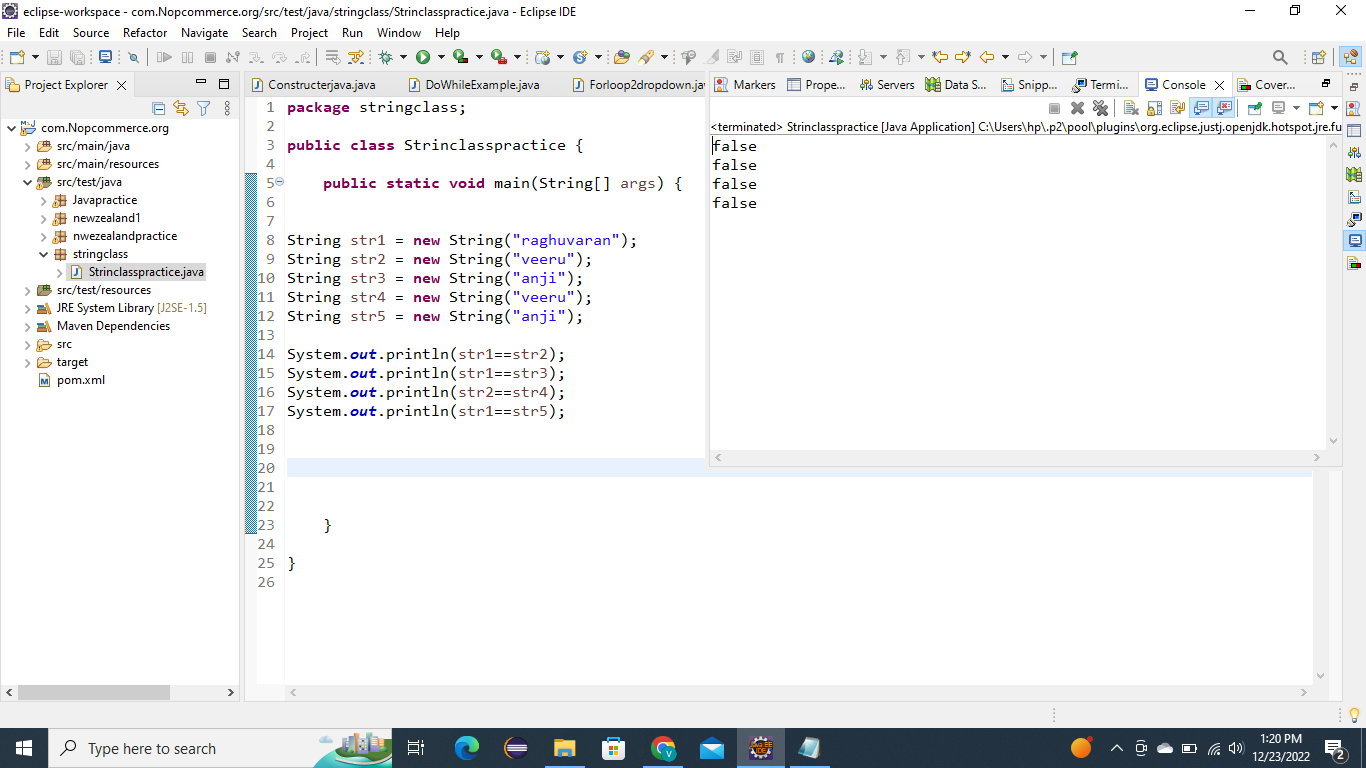 eclipse-workspace - com.Nopcommerce.org/src/test/java/stringclass/Strinclasspractice.java - Eclipse IDE
File Edit Source Refactor Navigate Search Project Run Window Help
Project Explorer
com.Nopcommerce.org
src/main/java
src/main/resources
src/test/java
Javapractice
newzealand1
nwezealandpractice
stringclass
Strinclasspractice.java
src/test/resources
JRE System Library [J2SE-1.5]
Maven Dependencies
src
target
pom.xml
Constructerjava.java DoWhileExample.java Forloop2dropdown.jav
1 package stringclass;
2
3 public class Strinclasspractice {
4
5 public static void main(String[] args) {
6
7
8 String str1 = new String("raghuvaran");
9 String str2 = new String("veeru");
10 String str3 = new String("anji");
11 String str4 = new String("veeru");
12 String str5 = new String("anji");
13
14 System.out.println(str1==str2);
15 System.out.println(str1==str3);
16 System.out.println(str2==str4);
17 System.out.println(str1==str5);
18
19
20
21
22
23 }
24
25 }
26
Markers Prope... Servers Data S... Snipp... Termi... Console Cover...
<terminated> Strinclasspractice [Java Application] C:\Users\hp\.p2\pool\plugins\org.eclipse.justj.openjdk.hotspot.jre.fu
false
false
false
false
Type here to search
1:20 PM
12/23/2022
2